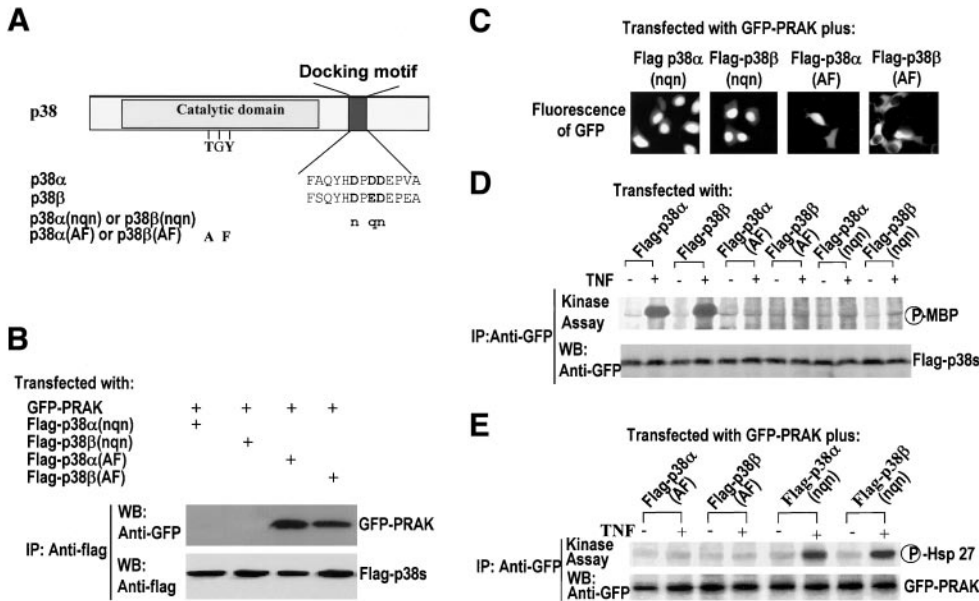 A
Docking motif
p38
Catalytic domain
TGY
p38α FAQYHDPDDEPVA
p38β FSQYHDPEDEPEA
p38α(nqn) or p38β(nqn) n qn
p38α(AF) or p38β(AF) A F
B
Transfected with:
GFP-PRAK + + + +
Flag-p38α(nqn) +
Flag-p38β(nqn) +
Flag-p38α(AF) +
Flag-p38β(AF) +
IP: Anti-flag
WB: Anti-GFP
GFP-PRAK
WB: Anti-flag
Flag-p38s
C
Transfected with GFP-PRAK plus:
Flag p38α (nqn)
Flag-p38β (nqn)
Flag-p38α (AF)
Flag-p38β (AF)
Fluorescence of GFP
D
Transfected with:
Flag-p38α
Flag-p38β
Flag-p38α (AF)
Flag-p38β (AF)
Flag-p38α (nqn)
Flag-p38β (nqn)
TNF - + - + - + - + - + - +
IP:Anti-GFP
Kinase Assay
P-MBP
WB: Anti-GFP
Flag-p38s
E
Transfected with GFP-PRAK plus:
Flag-p38α (AF)
Flag-p38β (AF)
Flag-p38α (nqn)
Flag-p38β (nqn)
TNF - + - + - + - +
IP: Anti-GFP
Kinase Assay
P-Hsp 27
WB: Anti-GFP
GFP-PRAK